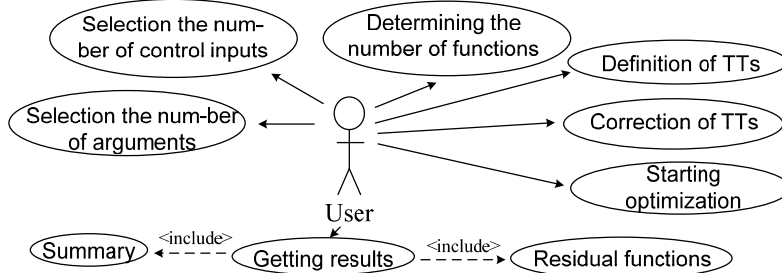 Selection the num-
ber of control inputs
Determining the
number of functions
Definition of TTs
Selection the num-ber
of arguments
Correction of TTs
Starting
optimization
User
Summary
<include>
Getting results
<include>
Residual functions